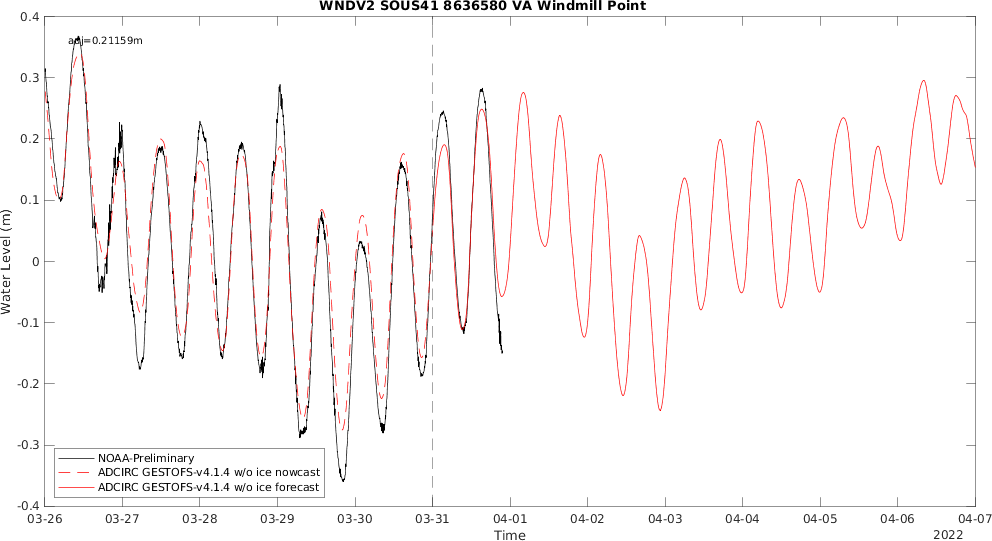 WNDV2 SOUS41 8636580 VA Windmill Point
adj=0.21159m
0.4
0.3
0.2
0.1
0
-0.1
-0.2
-0.3
-0.4
Water Level (m)
NOAA-Preliminary
ADCIRC GESTOFS-v4.1.4 w/o ice nowcast
ADCIRC GESTOFS-v4.1.4 w/o ice forecast
03-26 03-27 03-28 03-29 03-30 03-31 04-01 04-02 04-03 04-04 04-05 04-06 04-07
Time
2022